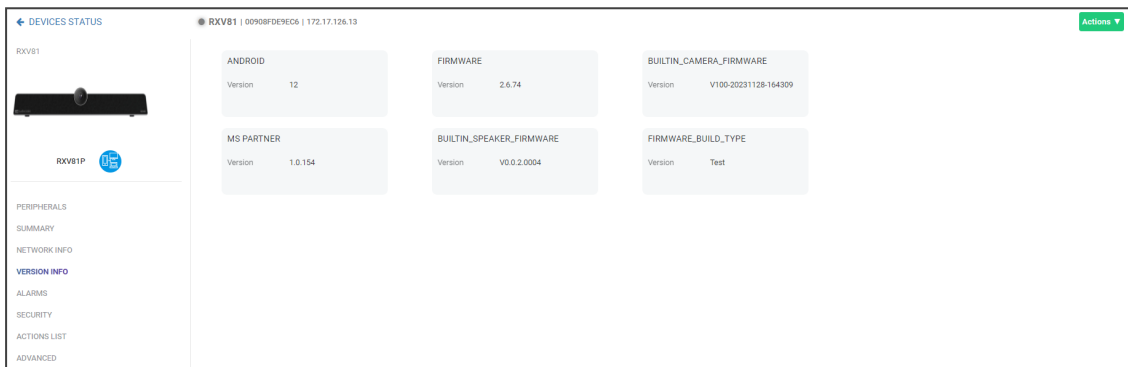 ← DEVICES STATUS
RXV81 | 00908FDE9EC6 | 172.17.126.13
Actions ▼
RXV81
RXV81P
PERIPHERALS
SUMMARY
NETWORK INFO
VERSION INFO
ALARMS
SECURITY
ACTIONS LIST
ADVANCED
ANDROID
Version 12
FIRMWARE
Version 2.6.74
BUILTIN_CAMERA_FIRMWARE
Version V100-20231128-164309
MS PARTNER
Version 1.0.154
BUILTIN_SPEAKER_FIRMWARE
Version V0.0.2.0004
FIRMWARE_BUILD_TYPE
Version Test